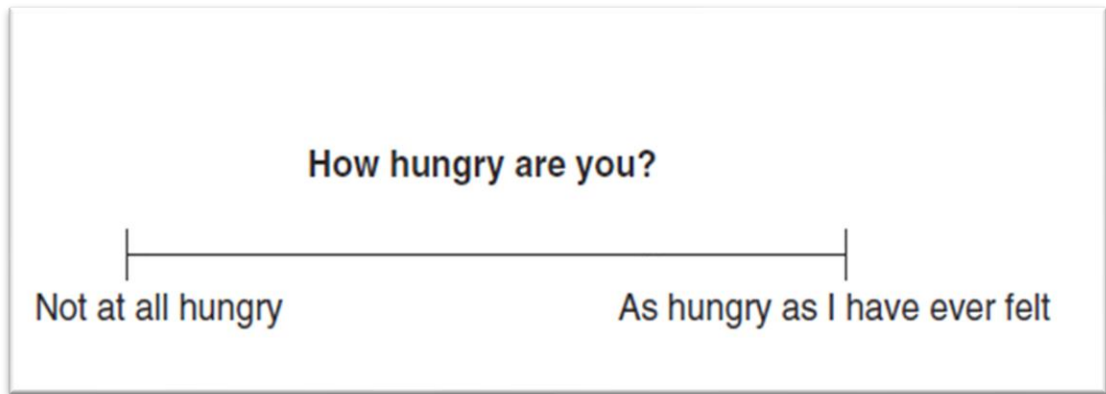 How hungry are you?
Not at all hungry
As hungry as I have ever felt